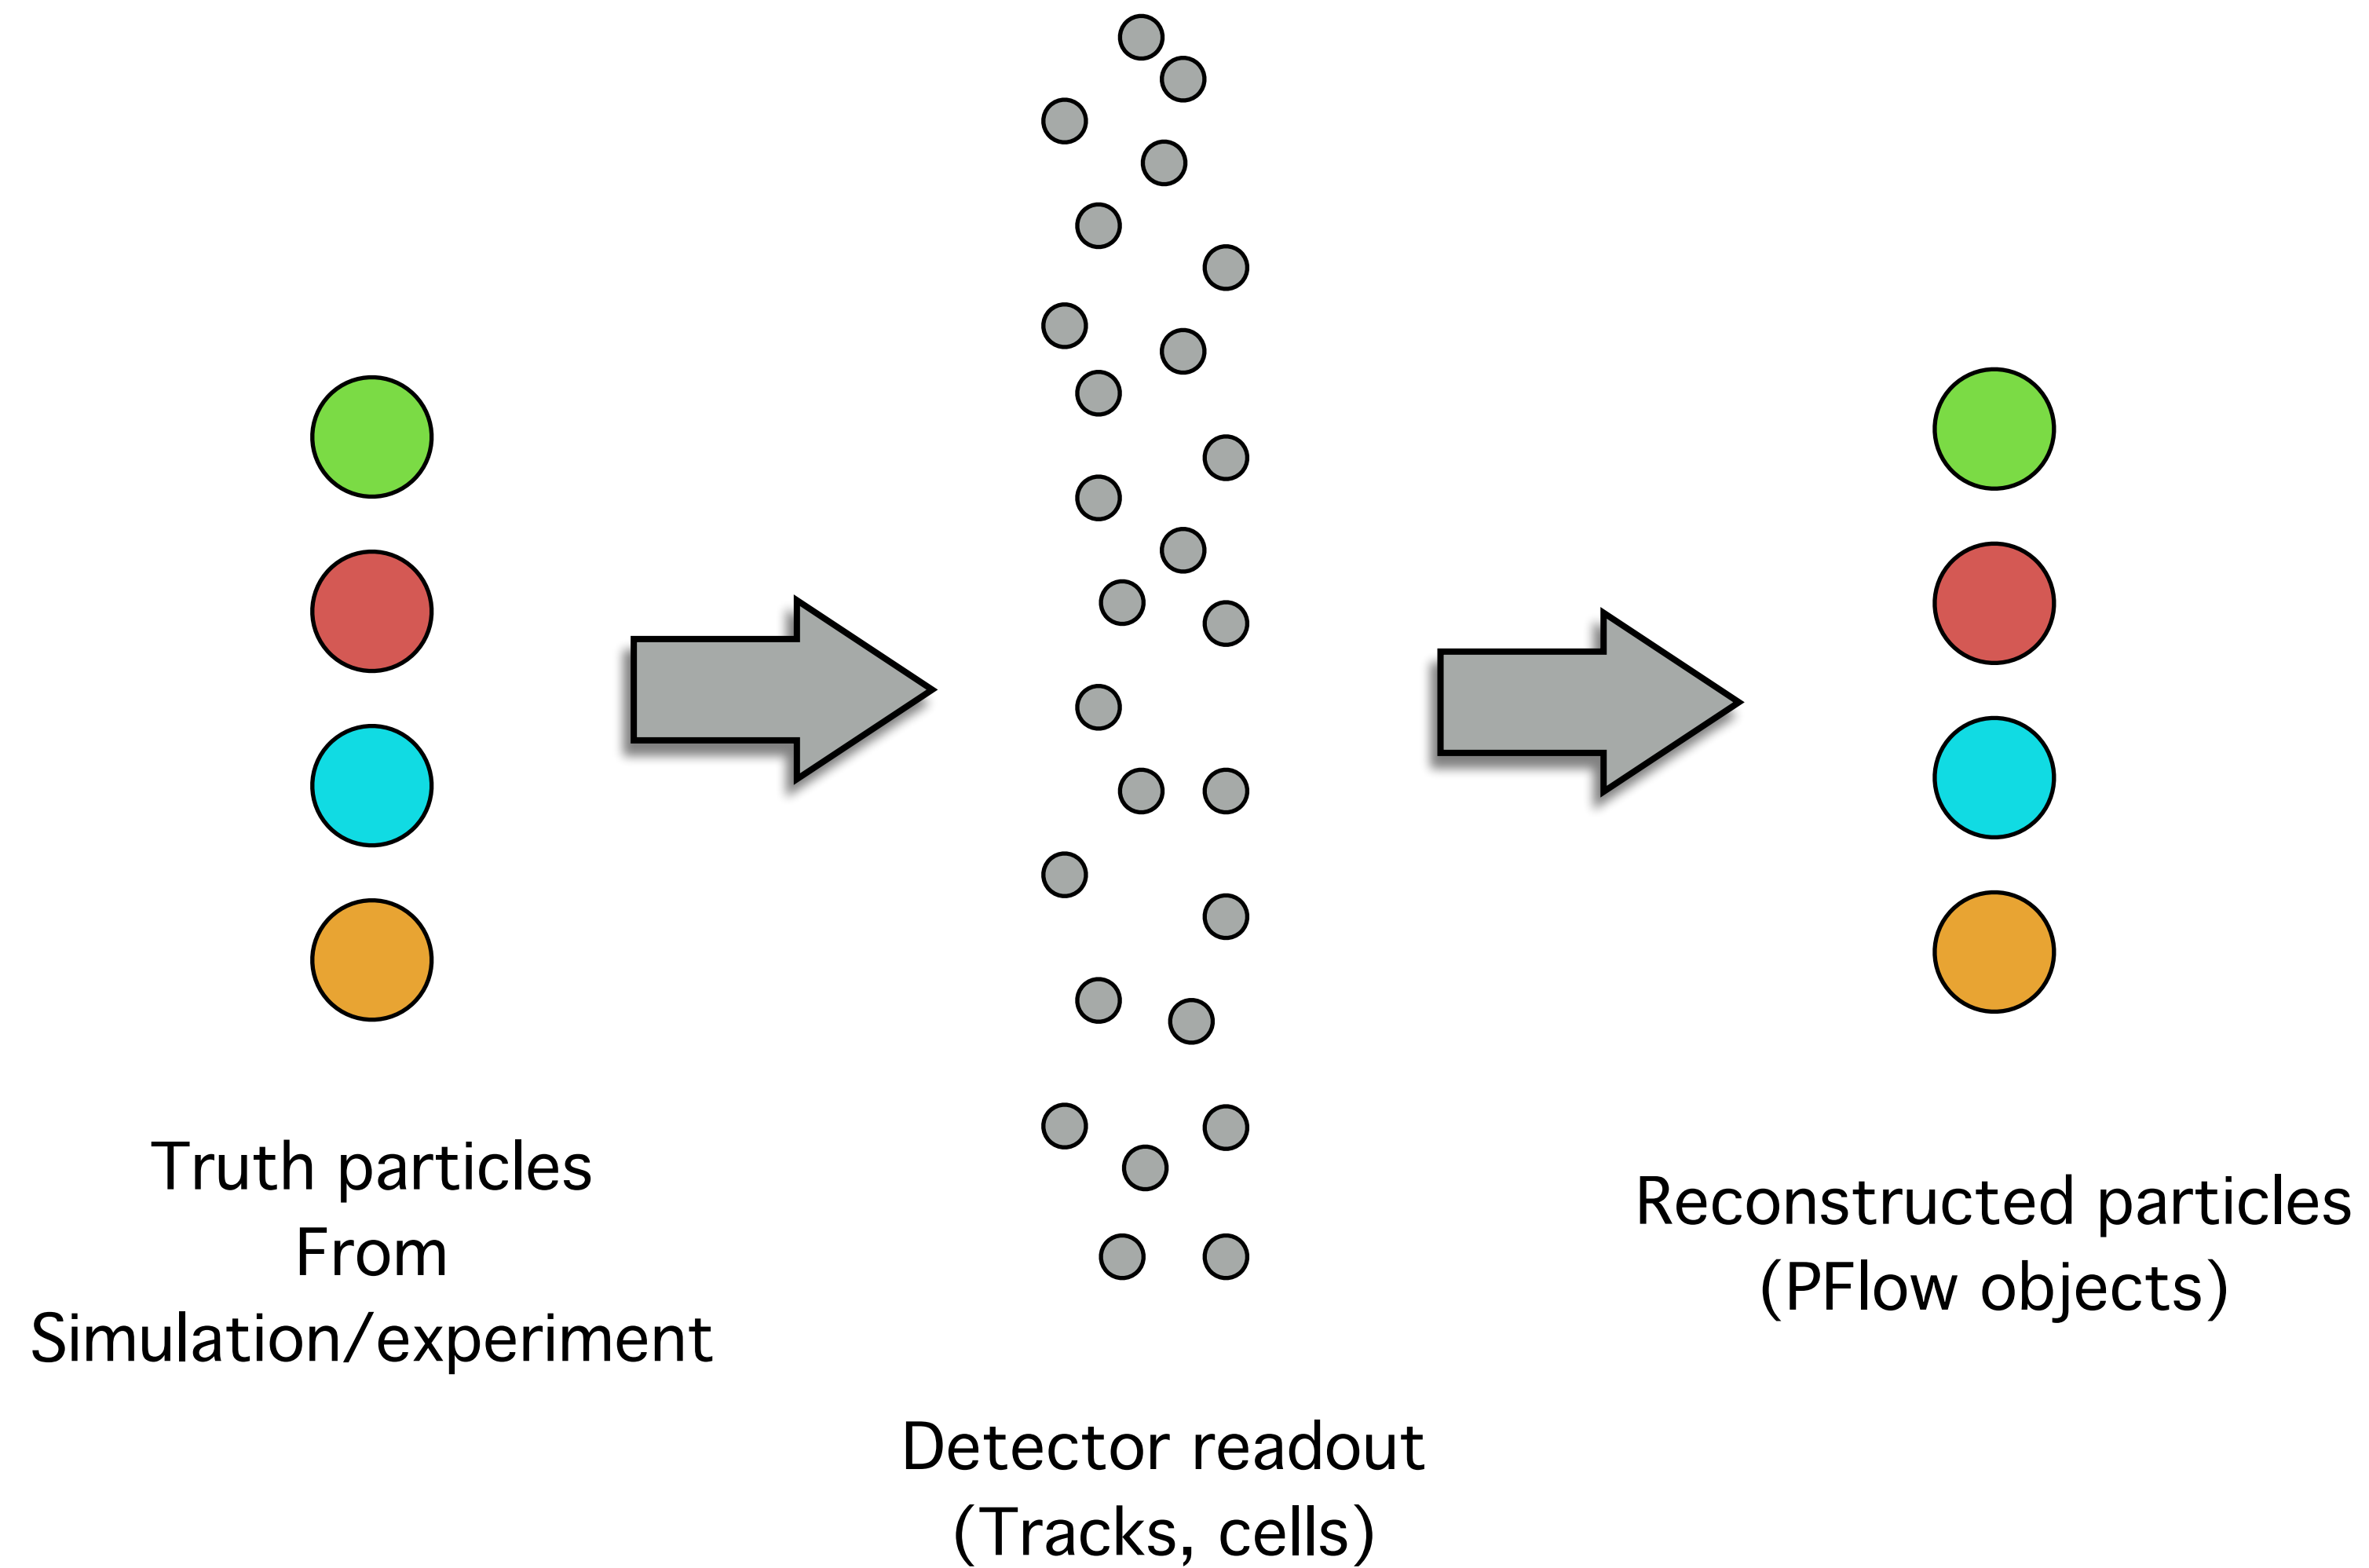 Truth particles
From
Simulation/experiment
Detector readout
(Tracks, cells)
Reconstructed particles
(PFlow objects)